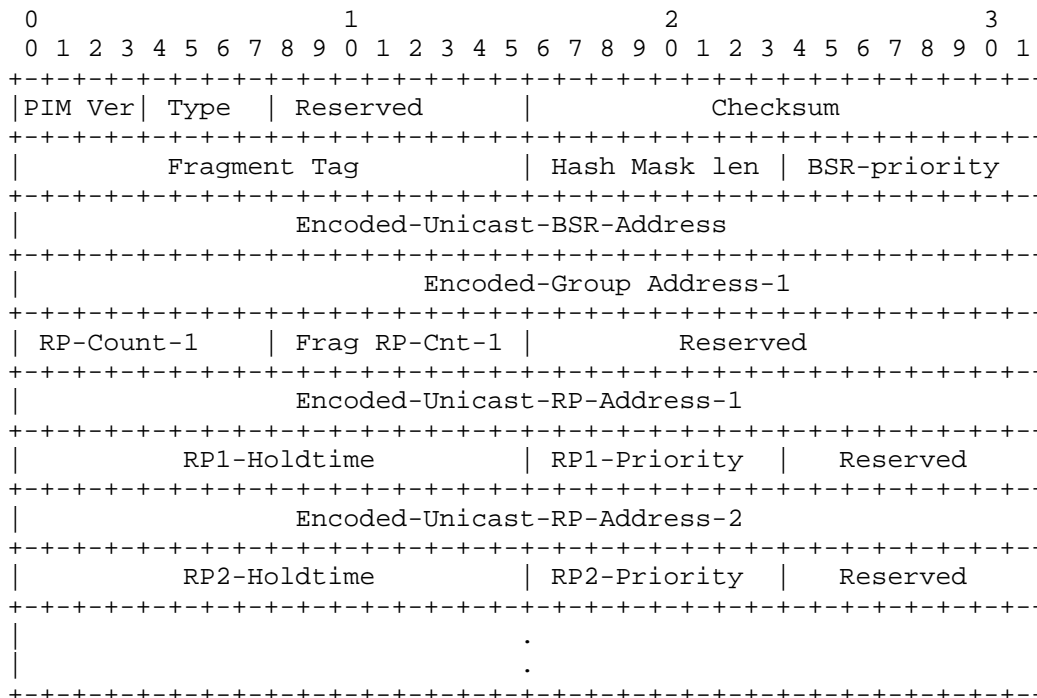 0                   1                   2                   3
 0 1 2 3 4 5 6 7 8 9 0 1 2 3 4 5 6 7 8 9 0 1 2 3 4 5 6 7 8 9 0 1
+-+-+-+-+-+-+-+-+-+-+-+-+-+-+-+-+-+-+-+-+-+-+-+-+-+-+-+-+-+-+-+--
|PIM Ver| Type  | Reserved      |           Checksum
+-+-+-+-+-+-+-+-+-+-+-+-+-+-+-+-+-+-+-+-+-+-+-+-+-+-+-+-+-+-+-+--
|         Fragment Tag          | Hash Mask len | BSR-priority
+-+-+-+-+-+-+-+-+-+-+-+-+-+-+-+-+-+-+-+-+-+-+-+-+-+-+-+-+-+-+-+--
|                 Encoded-Unicast-BSR-Address
+-+-+-+-+-+-+-+-+-+-+-+-+-+-+-+-+-+-+-+-+-+-+-+-+-+-+-+-+-+-+-+--
|                         Encoded-Group Address-1
+-+-+-+-+-+-+-+-+-+-+-+-+-+-+-+-+-+-+-+-+-+-+-+-+-+-+-+-+-+-+-+--
| RP-Count-1    | Frag RP-Cnt-1 |         Reserved
+-+-+-+-+-+-+-+-+-+-+-+-+-+-+-+-+-+-+-+-+-+-+-+-+-+-+-+-+-+-+-+--
|                 Encoded-Unicast-RP-Address-1
+-+-+-+-+-+-+-+-+-+-+-+-+-+-+-+-+-+-+-+-+-+-+-+-+-+-+-+-+-+-+-+--
|          RP1-Holdtime         | RP1-Priority  |   Reserved
+-+-+-+-+-+-+-+-+-+-+-+-+-+-+-+-+-+-+-+-+-+-+-+-+-+-+-+-+-+-+-+--
|                 Encoded-Unicast-RP-Address-2
+-+-+-+-+-+-+-+-+-+-+-+-+-+-+-+-+-+-+-+-+-+-+-+-+-+-+-+-+-+-+-+--
|          RP2-Holdtime         | RP2-Priority  |   Reserved
+-+-+-+-+-+-+-+-+-+-+-+-+-+-+-+-+-+-+-+-+-+-+-+-+-+-+-+-+-+-+-+--
|                               .
|                               .
+-+-+-+-+-+-+-+-+-+-+-+-+-+-+-+-+-+-+-+-+-+-+-+-+-+-+-+-+-+-+-+--